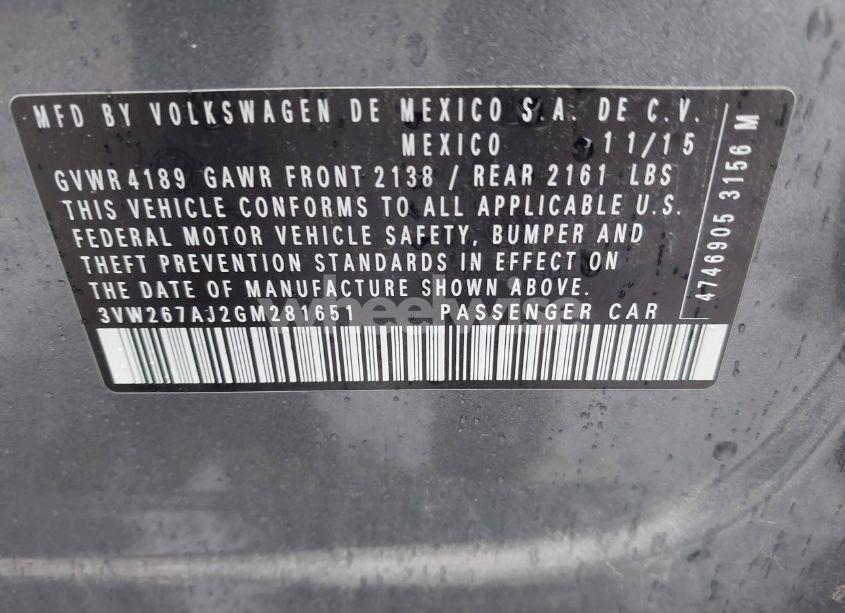 MFD BY VOLKSWAGEN DE MEXICO S.A. DE C.V.
MEXICO 11/15
GVWR 4189 GAWR FRONT 2138 / REAR 2161 LBS
THIS VEHICLE CONFORMS TO ALL APPLICABLE U.S.
FEDERAL MOTOR VEHICLE SAFETY, BUMPER AND
THEFT PREVENTION STANDARDS IN EFFECT ON
THE DATE OF MANUFACTURE SHOWN ABOVE.
3VW267AJ2GM281651 PASSENGER CAR
4746905 3156 M